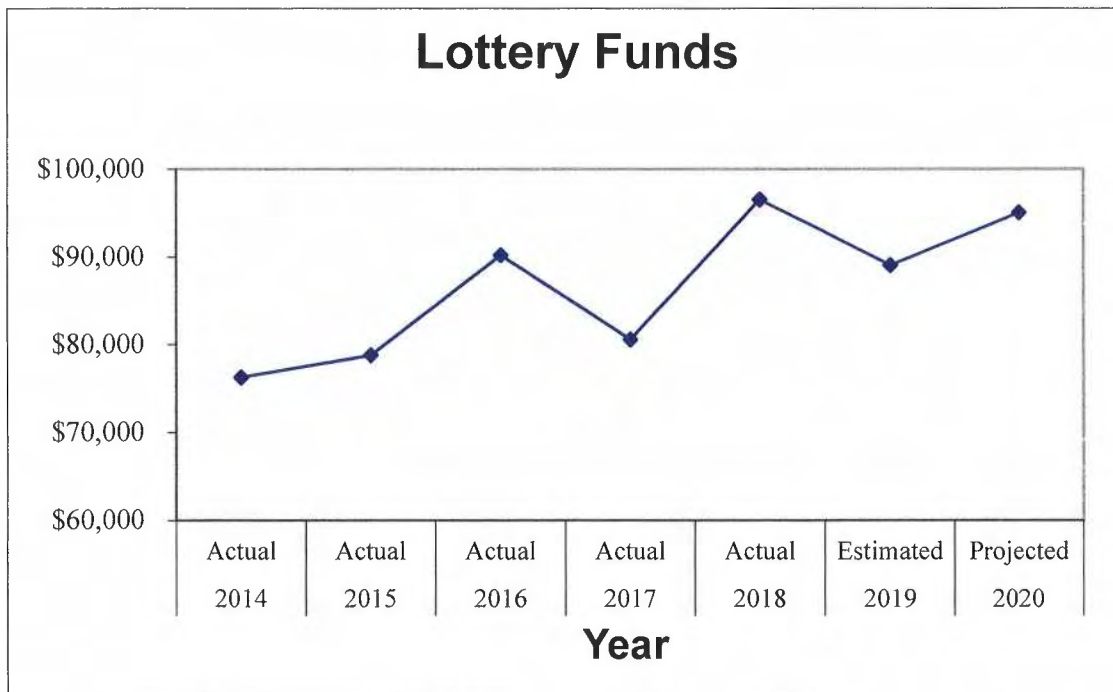 Lottery Funds
$100,000
$90,000
$80,000
$70,000
$60,000
Actual Actual Actual Actual Actual Estimated Projected
2014 2015 2016 2017 2018 2019 2020
Year